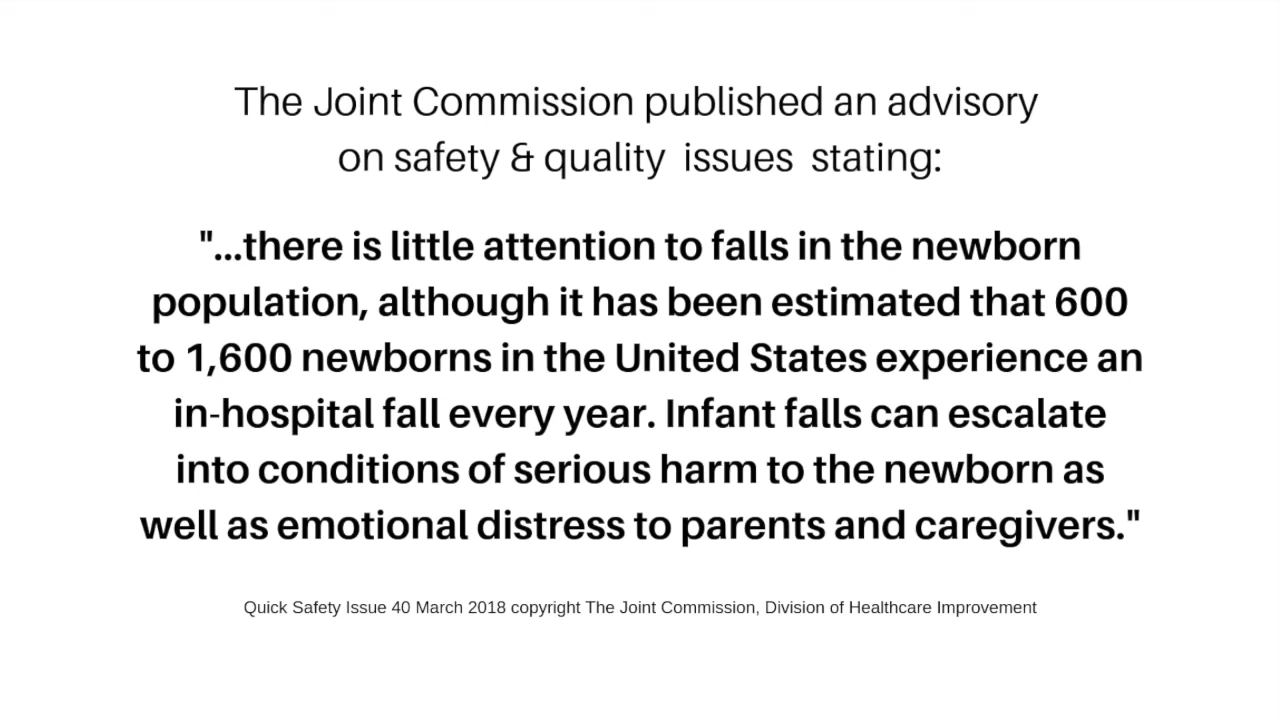 The Joint Commission published an advisory
on safety & quality issues stating:
"...there is little attention to falls in the newborn
population, although it has been estimated that 600
to 1,600 newborns in the United States experience an
in-hospital fall every year. Infant falls can escalate
into conditions of serious harm to the newborn as
well as emotional distress to parents and caregivers."
Quick Safety Issue 40 March 2018 copyright The Joint Commission, Division of Healthcare Improvement